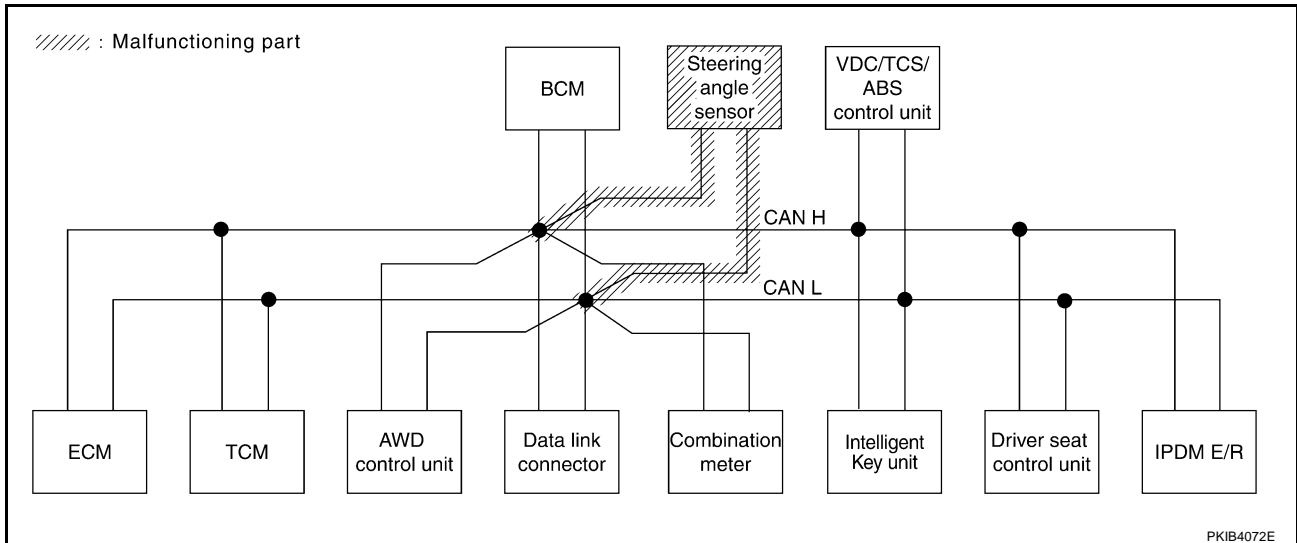 : Malfunctioning part
BCM
Steering
angle
sensor
VDC/TCS/
ABS
control unit
CAN H
CAN L
ECM
TCM
AWD
control unit
Data link
connector
Combination
meter
Intelligent
Key unit
Driver seat
control unit
IPDM E/R
PKIB4072E